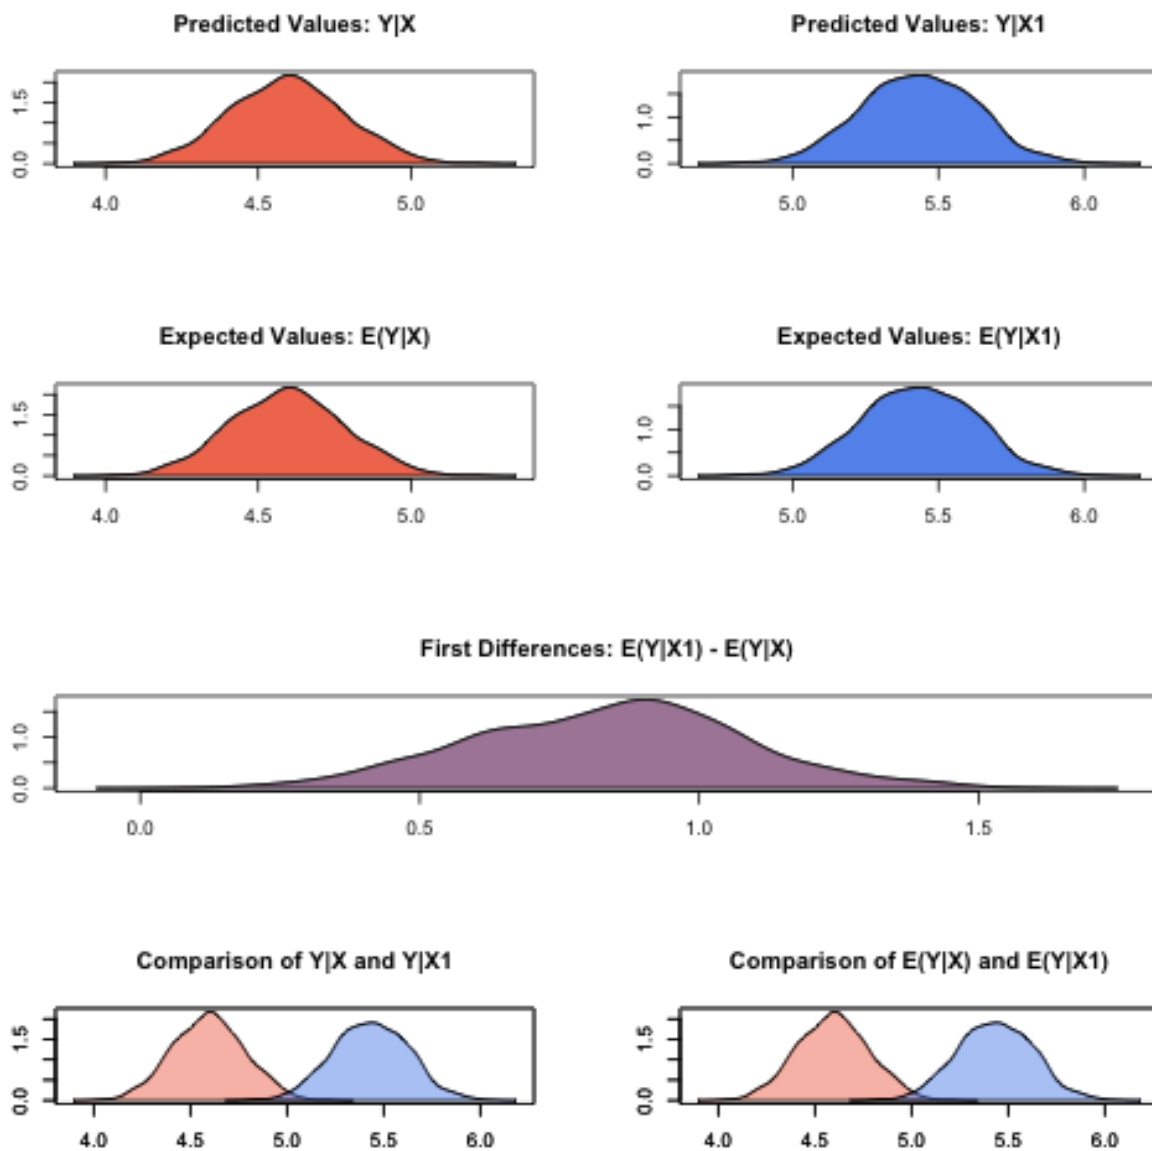 Predicted Values: Y|X
1.5
0.0
4.0 4.5 5.0
Predicted Values: Y|X1
1.0
0.0
5.0 5.5 6.0
Expected Values: E(Y|X)
1.5
0.0
4.0 4.5 5.0
Expected Values: E(Y|X1)
1.0
0.0
5.0 5.5 6.0
First Differences: E(Y|X1) - E(Y|X)
1.0
0.0
0.0 0.5 1.0 1.5
Comparison of Y|X and Y|X1
1.5
0.0
4.0 4.5 5.0 5.5 6.0
Comparison of E(Y|X) and E(Y|X1)
1.5
0.0
4.0 4.5 5.0 5.5 6.0